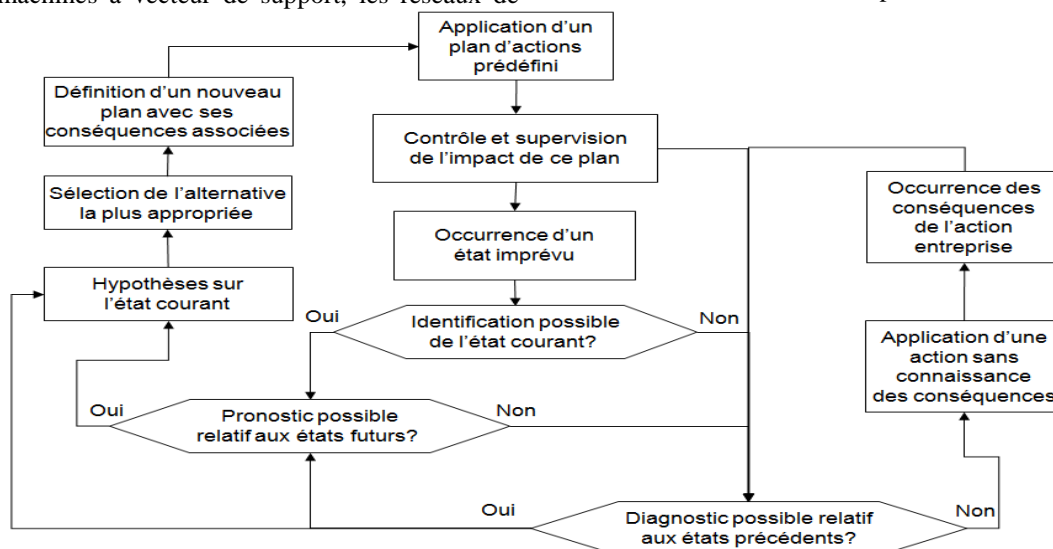 machines à vecteur de support, les réseaux de
Application d'un
plan d'actions
prédéfini
Définition d'un nouveau
plan avec ses
conséquences associées
Contrôle et supervision
de l'impact de ce plan
Sélection de l'alternative
la plus appropriée
Occurrence des
conséquences
de l'action
entreprise
Occurrence d'un
état imprévu
Hypothèses sur
l'état courant
Oui
Identification possible
de l'état courant?
Non
Application d'une
action sans
connaissance
des conséquences
Oui
Pronostic possible
relatif aux états futurs?
Non
Oui
Diagnostic possible relatif
aux états précédents?
Non